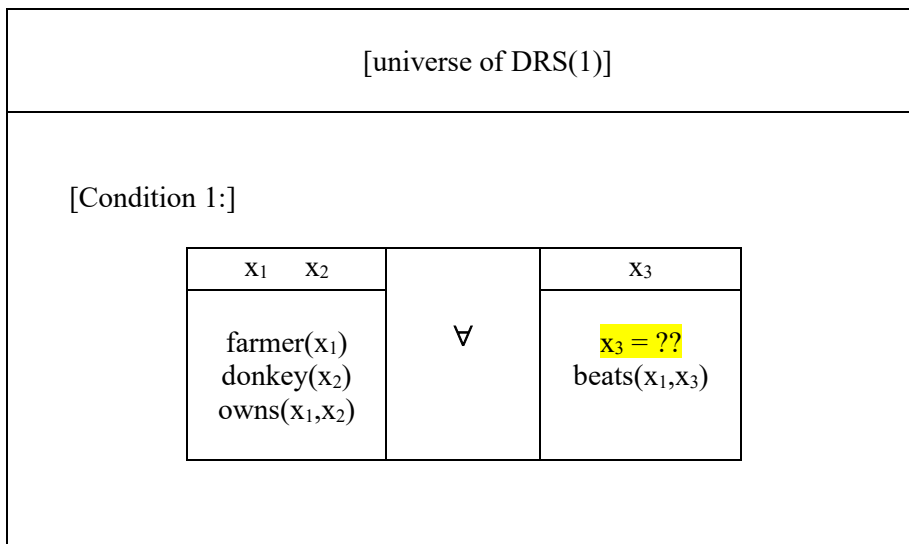 [universe of DRS(1)]
[Condition 1:]
x₁ x₂
farmer(x₁)
donkey(x₂)
owns(x₁,x₂)
∀
x₃
x₃ = ??
beats(x₁,x₃)